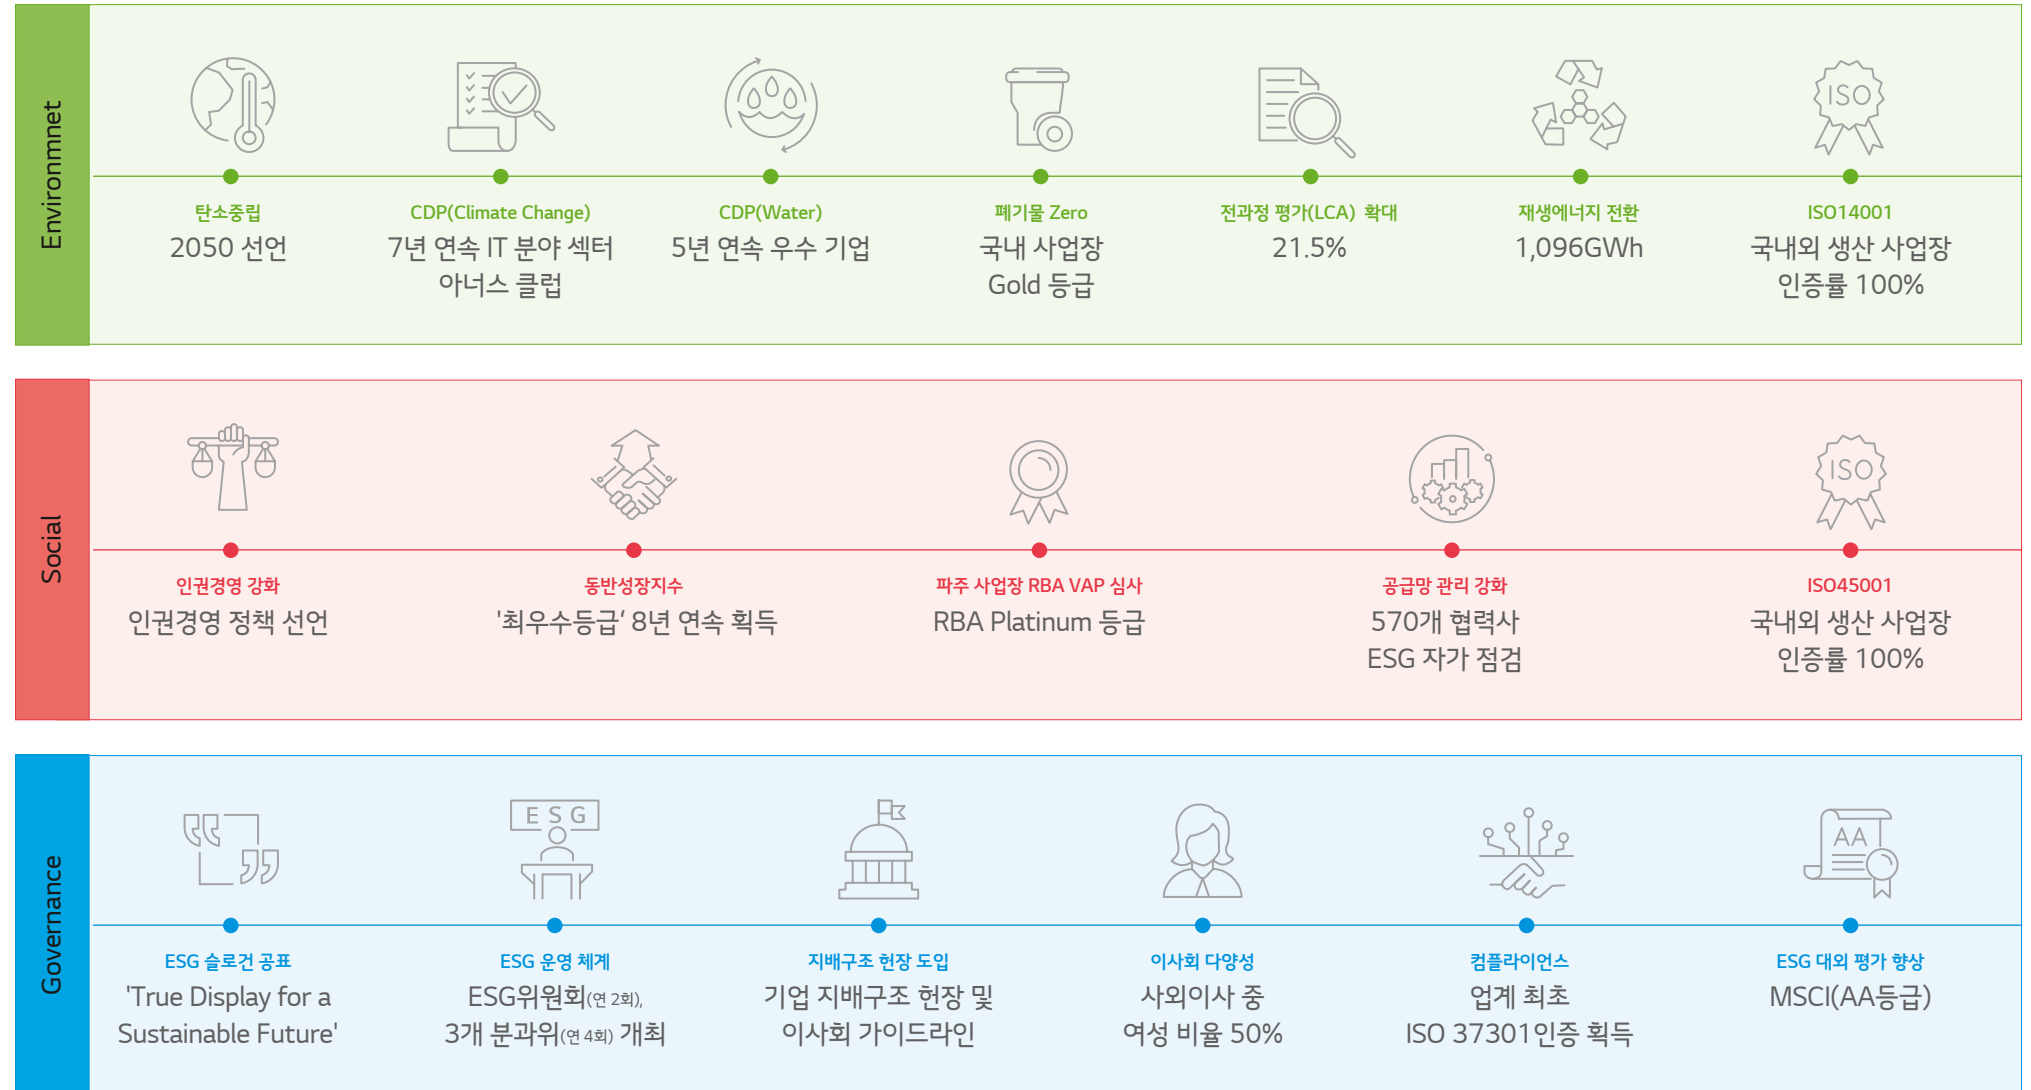 Environmnet
ISO
탄소중립
2050 선언
CDP(Climate Change)
7년 연속 IT 분야 섹터
아너스 클럽
CDP(Water)
5년 연속 우수 기업
폐기물 Zero
국내 사업장
Gold 등급
전과정 평가(LCA) 확대
21.5%
재생에너지 전환
1,096GWh
ISO14001
국내외 생산 사업장
인증률 100%
Social
ISO
인권경영 강화
인권경영 정책 선언
동반성장지수
'최우수등급‘ 8년 연속 획득
파주 사업장 RBA VAP 심사
RBA Platinum 등급
공급망 관리 강화
570개 협력사
ESG 자가 점검
ISO45001
국내외 생산 사업장
인증률 100%
Governance
E S G
AA
ESG 슬로건 공표
'True Display for a
Sustainable Future'
ESG 운영 체계
ESG위원회(연 2회),
3개 분과위(연 4회) 개최
지배구조 헌장 도입
기업 지배구조 헌장 및
이사회 가이드라인
이사회 다양성
사외이사 중
여성 비율 50%
컴플라이언스
업계 최초
ISO 37301인증 획득
ESG 대외 평가 향상
MSCI(AA등급)